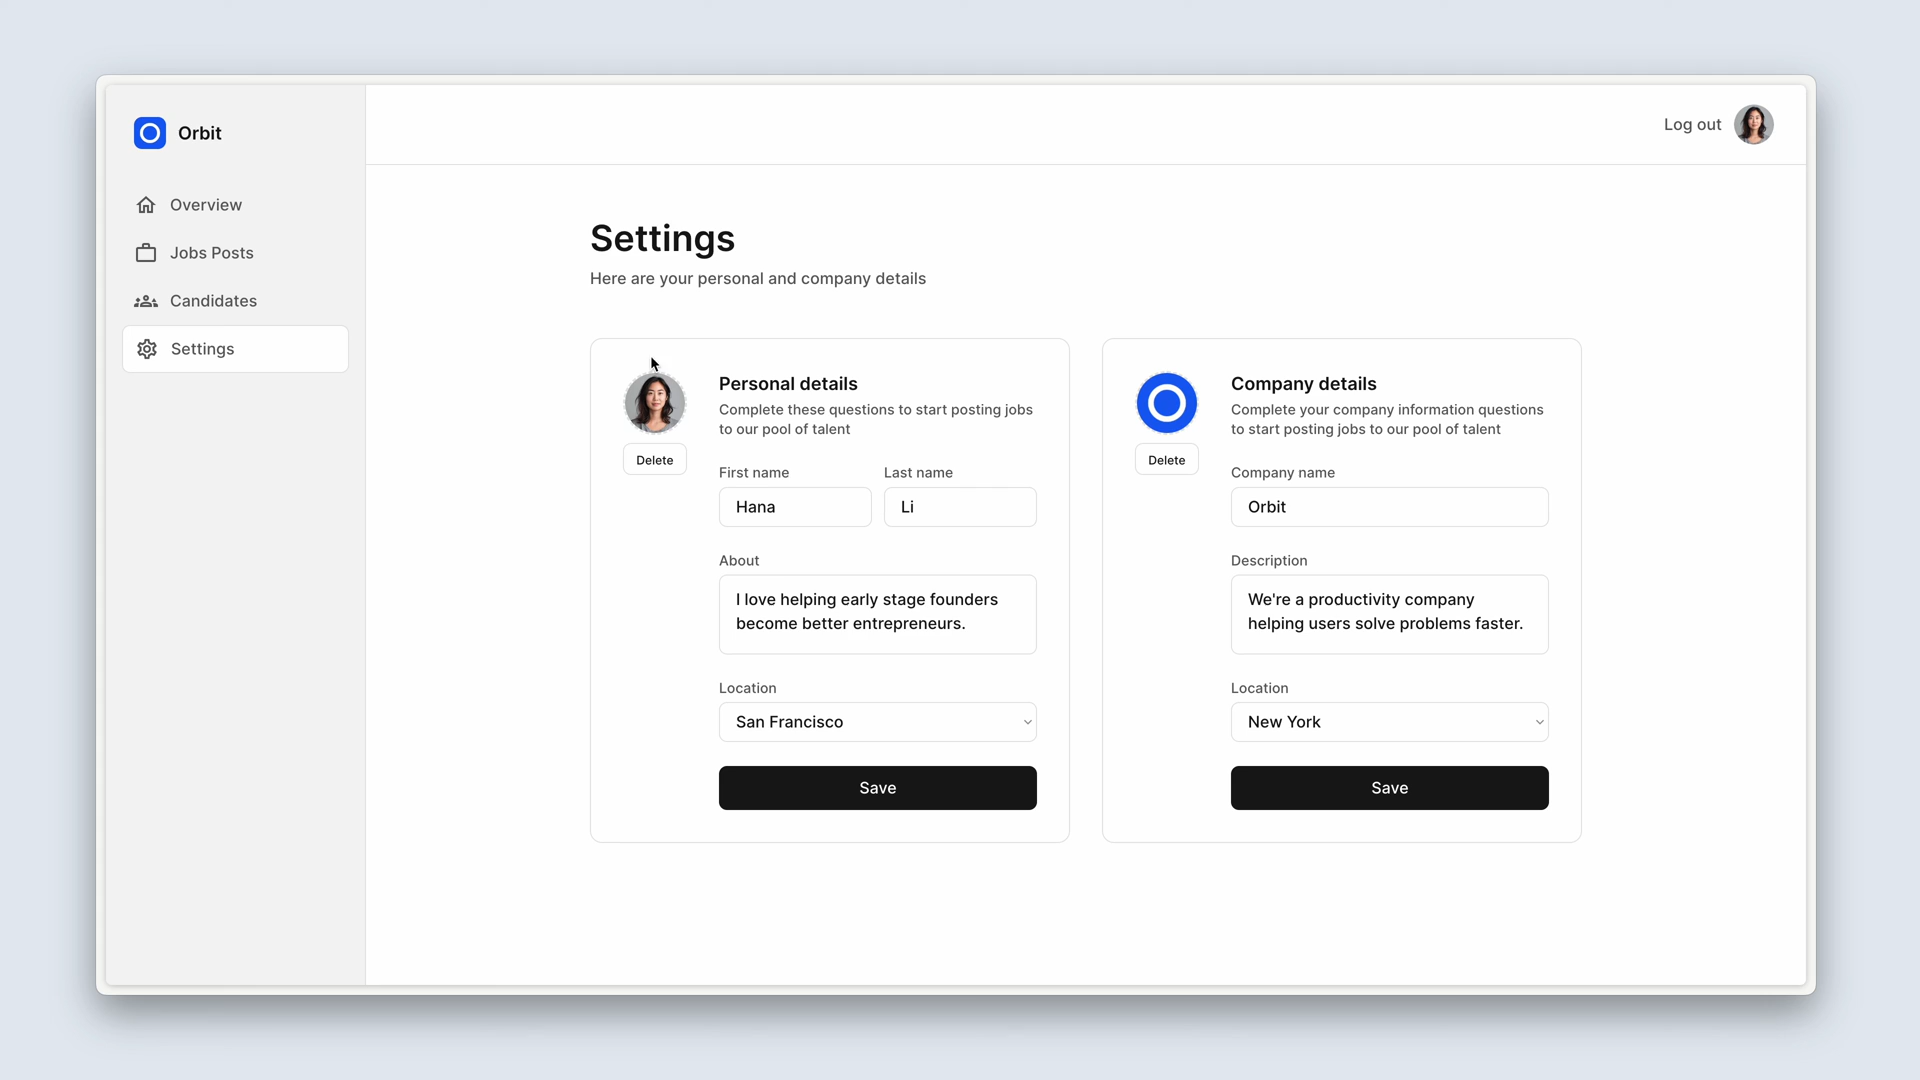 Orbit
Overview
Jobs Posts
Candidates
Settings
Log out
Settings
Here are your personal and company details
Personal details
Complete these questions to start posting jobs
to our pool of talent
Delete
First name
Last name
Hana
Li
About
I love helping early stage founders
become better entrepreneurs.
Location
San Francisco
Save
Company details
Complete your company information questions
to start posting jobs to our pool of talent
Delete
Company name
Orbit
Description
We're a productivity company
helping users solve problems faster.
Location
New York
Save